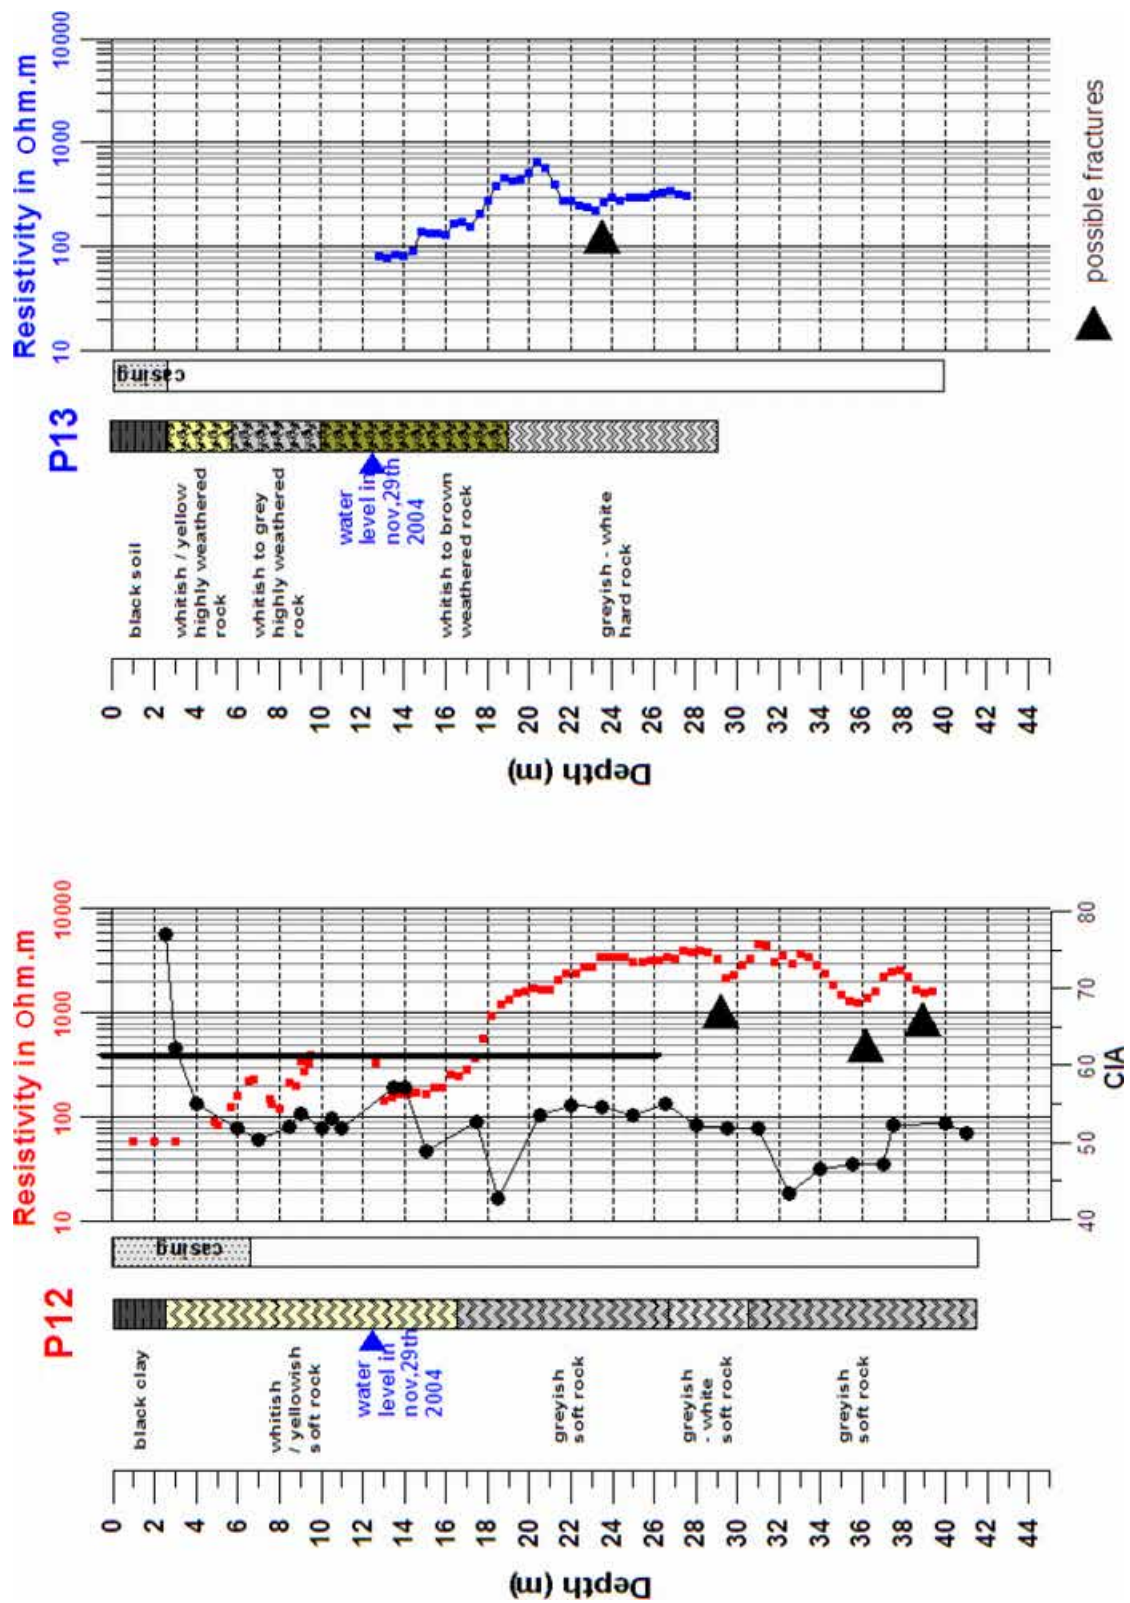 P12
Resistivity in Ohm.m
10
100
1000
10000
Depth (m)
0
2
4
6
8
10
12
14
16
18
20
22
24
26
28
30
32
34
36
38
40
42
44
black clay
whitish
/ yellowish
soft rock
water
level in
nov,29th
2004
greyish
soft rock
greyish
- white
soft rock
greyish
soft rock
casing
40
50
60
70
80
CIA
P13
Resistivity in Ohm.m
10
100
1000
10000
Depth (m)
0
2
4
6
8
10
12
14
16
18
20
22
24
26
28
30
32
34
36
38
40
42
44
black soil
whitish / yellow
highly weathered
rock
whitish to grey
highly weathered
rock
water
level in
nov,29th
2004
whitish to brown
weathered rock
greyish - white
hard rock
casing
possible fractures